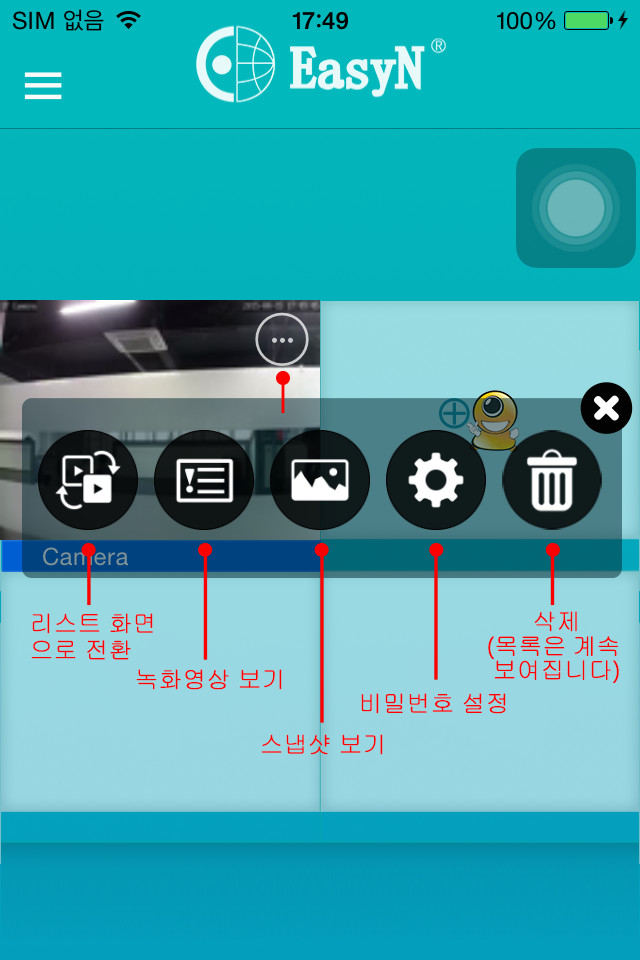 SIM 없음 17:49 100%
EasyN®
Camera
리스트 화면
으로 전환
녹화영상 보기
스냅샷 보기
비밀번호 설정
삭제
(목록은 계속
보여집니다)